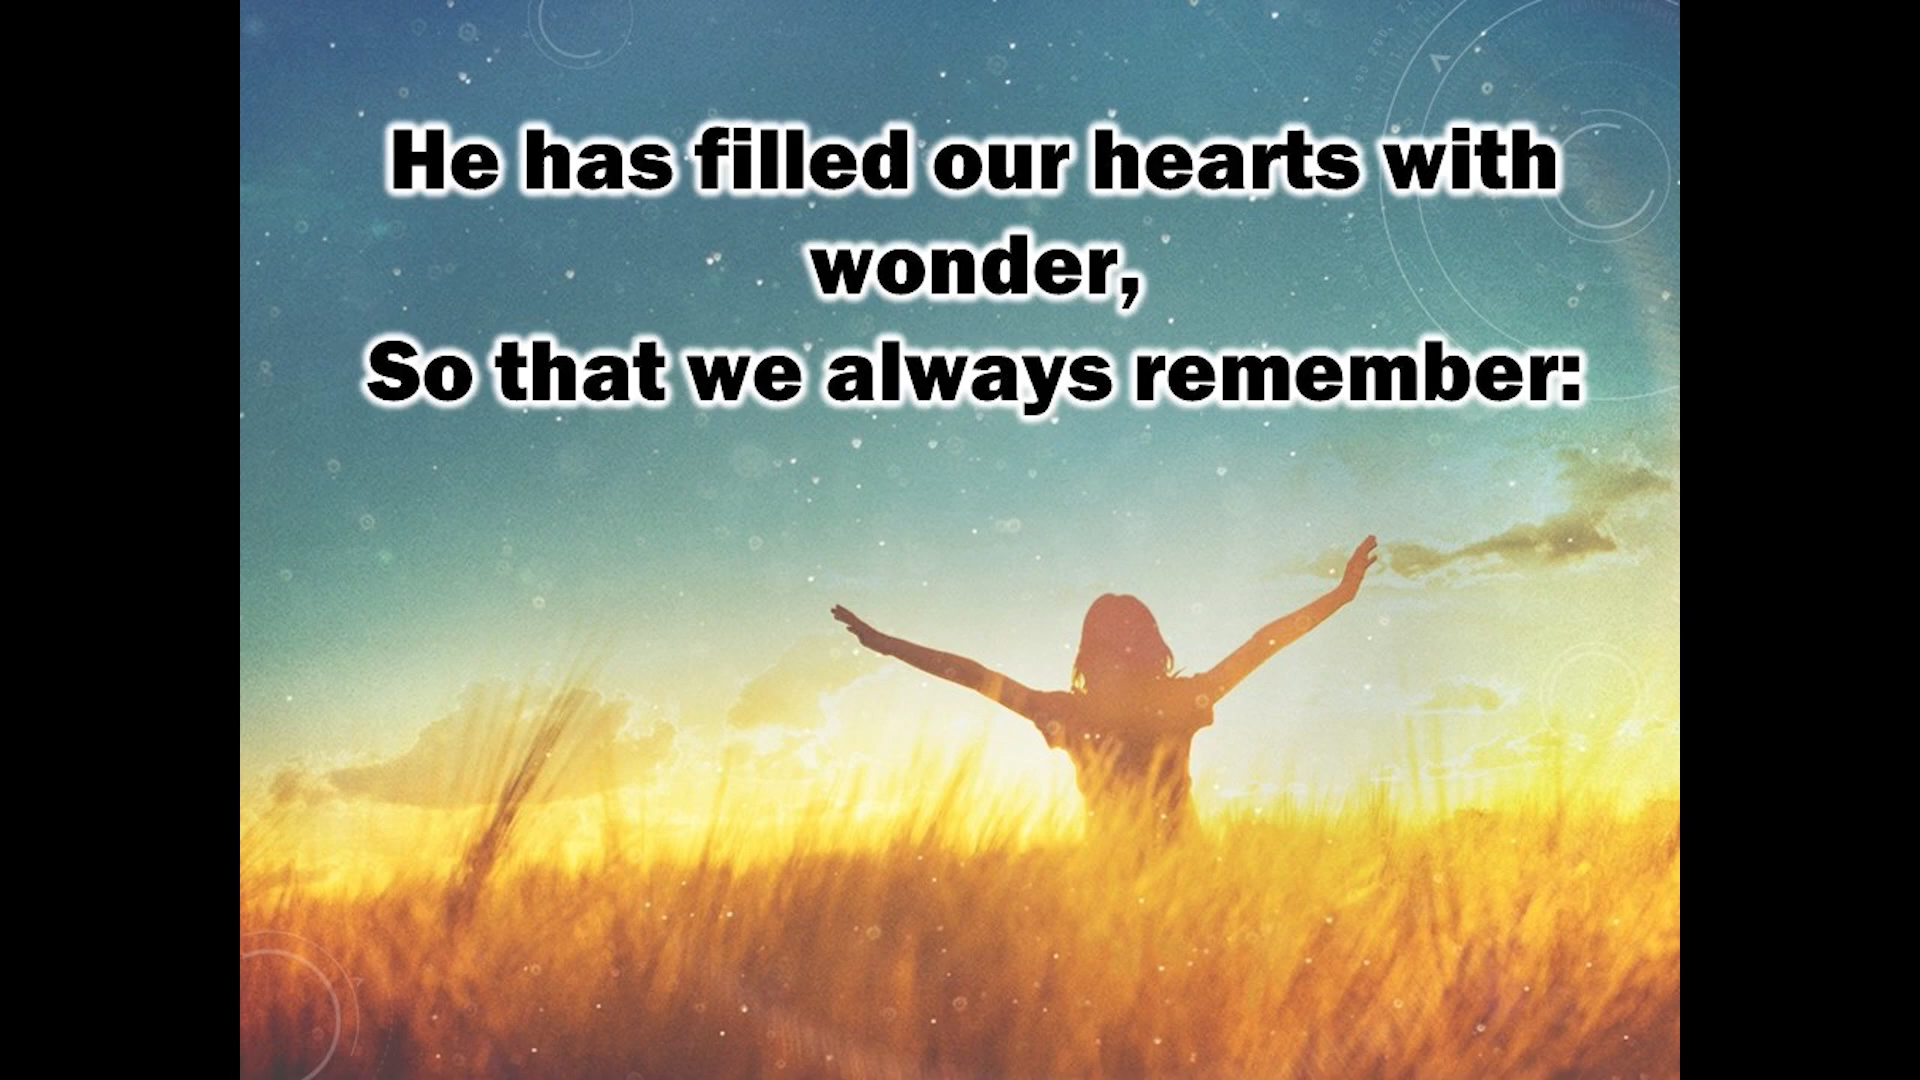 He has filled our hearts with
wonder,
So that we always remember: